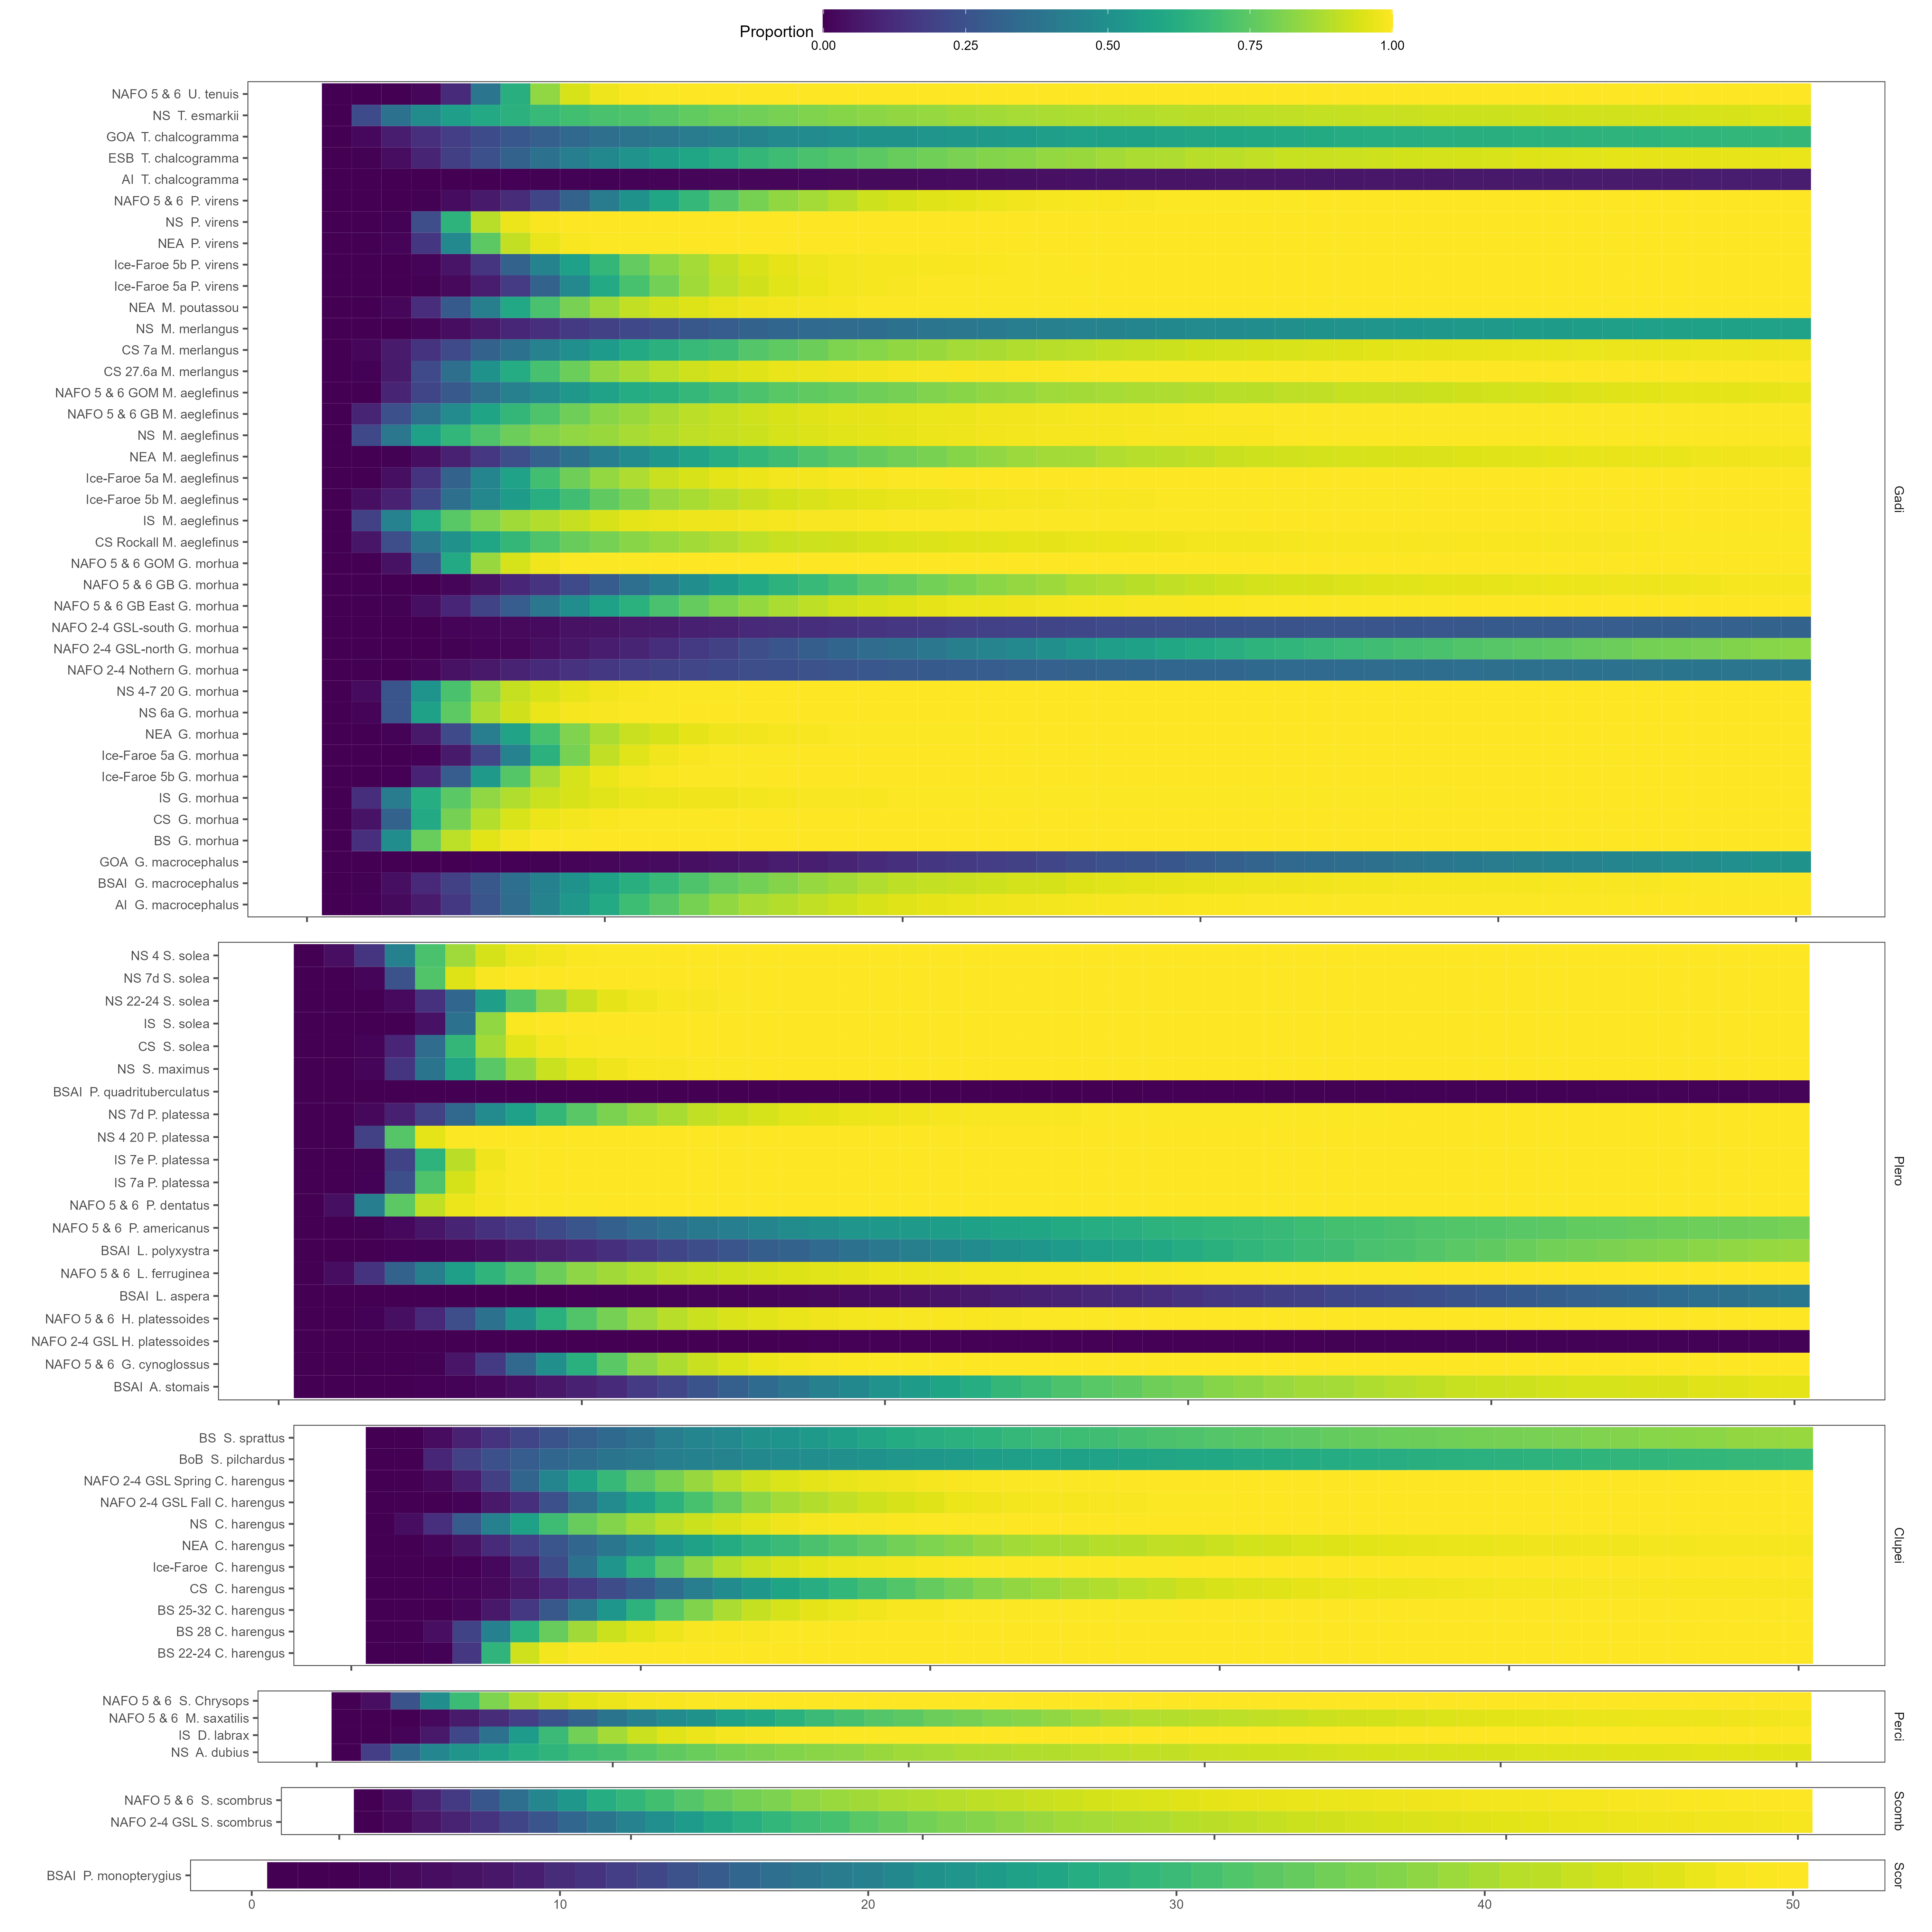 Proportion
0.00 0.25 0.50 0.75 1.00
NAFO 5 & 6  U. tenuis
NS  T. esmarkii
GOA  T. chalcogramma
ESB  T. chalcogramma
AI  T. chalcogramma
NAFO 5 & 6  P. virens
NS  P. virens
NEA  P. virens
Ice-Faroe 5b P. virens
Ice-Faroe 5a P. virens
NEA  M. poutassou
NS  M. merlangus
CS 7a M. merlangus
CS 27.6a M. merlangus
NAFO 5 & 6 GOM M. aeglefinus
NAFO 5 & 6 GB M. aeglefinus
NS  M. aeglefinus
NEA  M. aeglefinus
Ice-Faroe 5a M. aeglefinus
Ice-Faroe 5b M. aeglefinus
IS  M. aeglefinus
CS Rockall M. aeglefinus
NAFO 5 & 6 GOM G. morhua
NAFO 5 & 6 GB G. morhua
NAFO 5 & 6 GB East G. morhua
NAFO 2-4 GSL-south G. morhua
NAFO 2-4 GSL-north G. morhua
NAFO 2-4 Nothern G. morhua
NS 4-7 20 G. morhua
NS 6a G. morhua
NEA  G. morhua
Ice-Faroe 5a G. morhua
Ice-Faroe 5b G. morhua
IS  G. morhua
CS  G. morhua
BS  G. morhua
GOA  G. macrocephalus
BSAI  G. macrocephalus
AI  G. macrocephalus
Gadi
NS 4 S. solea
NS 7d S. solea
NS 22-24 S. solea
IS  S. solea
CS  S. solea
NS  S. maximus
BSAI  P. quadrituberculatus
NS 7d P. platessa
NS 4 20 P. platessa
IS 7e P. platessa
IS 7a P. platessa
NAFO 5 & 6  P. dentatus
NAFO 5 & 6  P. americanus
BSAI  L. polyxystra
NAFO 5 & 6  L. ferruginea
BSAI  L. aspera
NAFO 5 & 6  H. platessoides
NAFO 2-4 GSL H. platessoides
NAFO 5 & 6  G. cynoglossus
BSAI  A. stomais
Plero
BS  S. sprattus
BoB  S. pilchardus
NAFO 2-4 GSL Spring C. harengus
NAFO 2-4 GSL Fall C. harengus
NS  C. harengus
NEA  C. harengus
Ice-Faroe  C. harengus
CS  C. harengus
BS 25-32 C. harengus
BS 28 C. harengus
BS 22-24 C. harengus
Clupei
NAFO 5 & 6  S. Chrysops
NAFO 5 & 6  M. saxatilis
IS  D. labrax
NS  A. dubius
Perci
NAFO 5 & 6  S. scombrus
NAFO 2-4 GSL S. scombrus
Scomb
BSAI  P. monopterygius
Scor
0 10 20 30 40 50